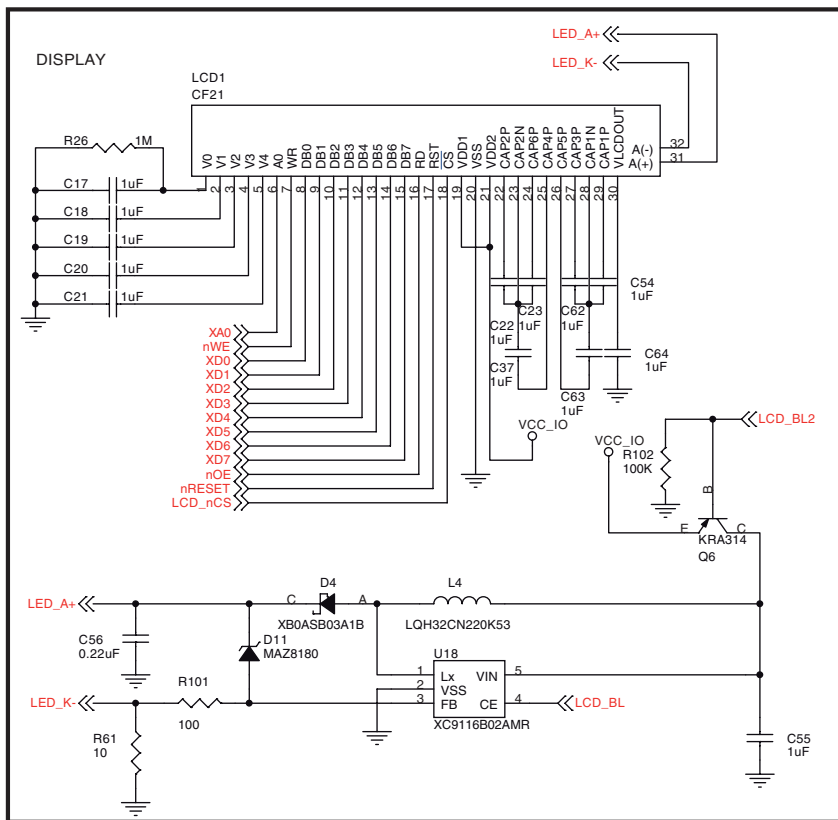 DISPLAY
LED_A+
LED_K-
LCD1
CF21
V0
V1
V2
V3
V4
A0
WR
DB0
DB1
DB2
DB3
DB4
DB5
DB6
DB7
RD
RST
CS
VDD1
VSS
VDD2
CAP2P
CAP2N
CAP6P
CAP4P
CAP5P
CAP3P
CAP1N
CAP1P
VLCDOUT
A(-)
A(+)
32
31
1
2
3
4
5
6
7
8
9
10
11
12
13
14
15
16
17
18
19
20
21
22
23
24
25
26
27
28
29
30
R26 1M
C17 1uF
C18 1uF
C19 1uF
C20 1uF
C21 1uF
C22
1uF
C23
1uF
C37
1uF
C62
1uF
C63
1uF
C54
1uF
C64
1uF
XA0
nWE
XD0
XD1
XD2
XD3
XD4
XD5
XD6
XD7
nOE
nRESET
LCD_nCS
VCC_IO
VCC_IO
R102
100K
LCD_BL2
B
E
C
KRA314
Q6
LED_A+
C
D4
A
XB0ASB03A1B
L4
LQH32CN220K53
C56
0.22uF
D11
MAZ8180
U18
1
2
3
Lx
VSS
FB
VIN
CE
5
4
XC9116B02AMR
LCD_BL
LED_K-
R101
100
R61
10
C55
1uF